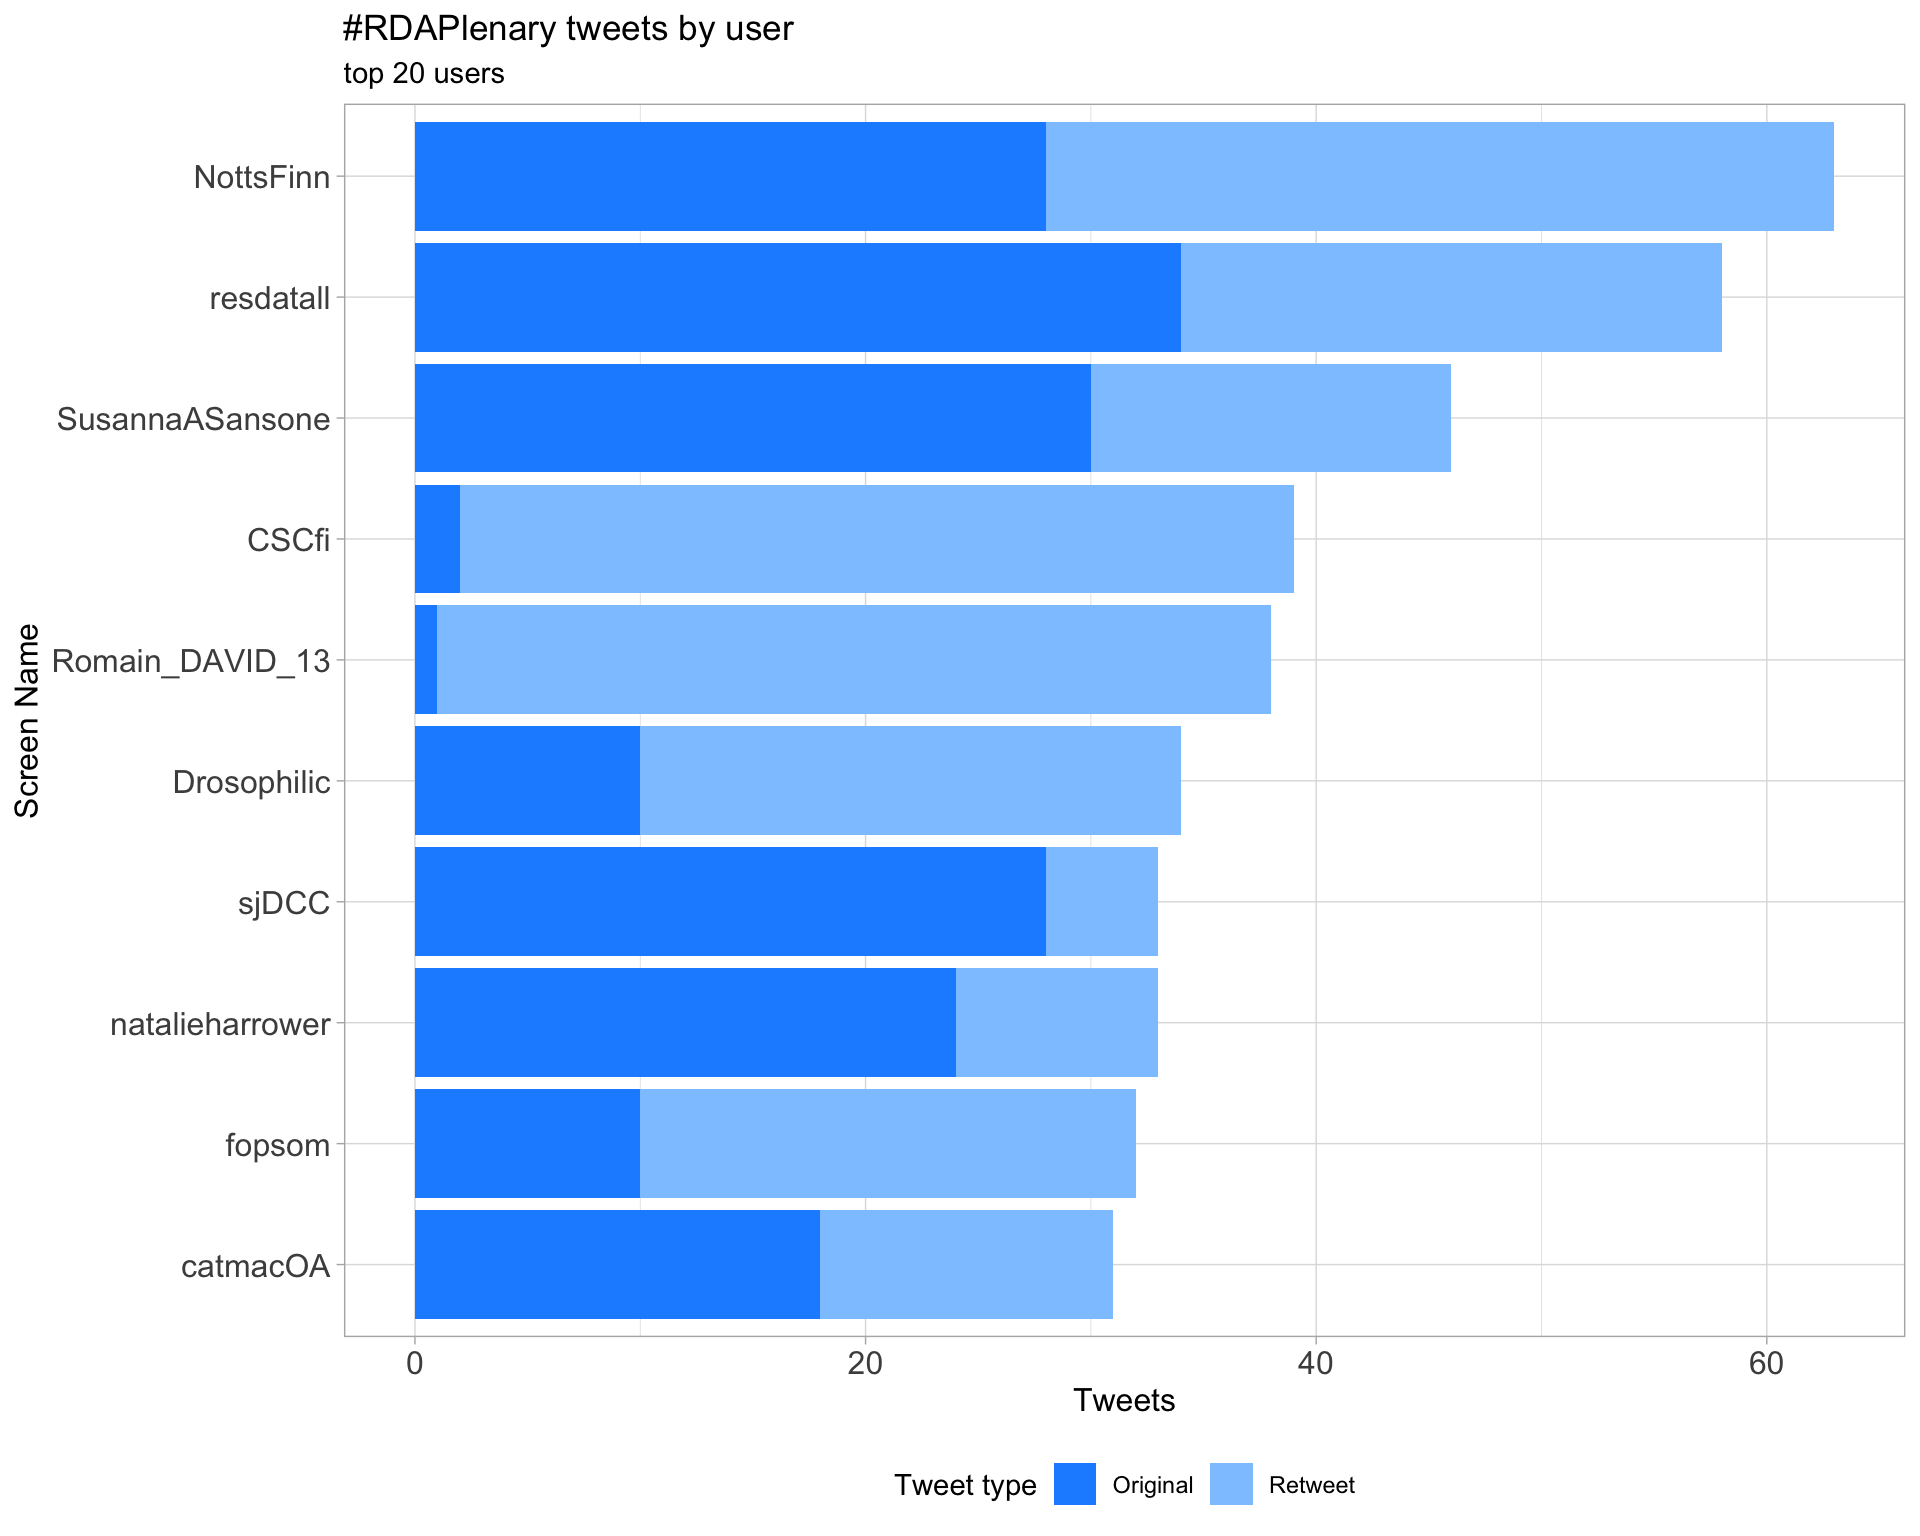 #RDAPlenary tweets by user
top 20 users
Screen Name
NottsFinn
resdatall
SusannaASansone
CSCfi
Romain_DAVID_13
Drosophilic
sjDCC
natalieharrower
fopsom
catmacOA
0 20 40 60
Tweets
Tweet type Original Retweet